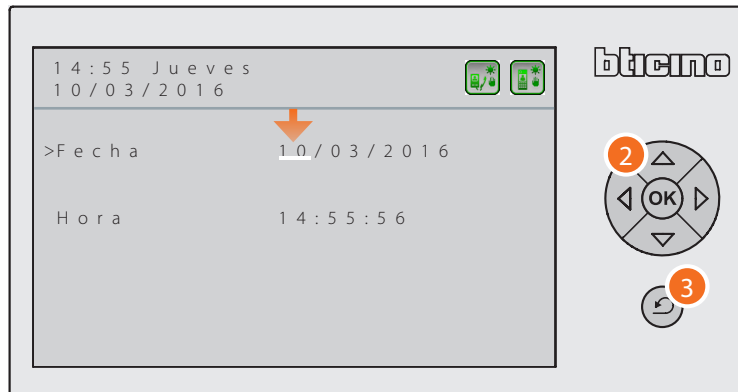 14:55 Jueves
10/03/2016
bticino
>Fecha 10/03/2016
Hora 14:55:56
2
OK
3